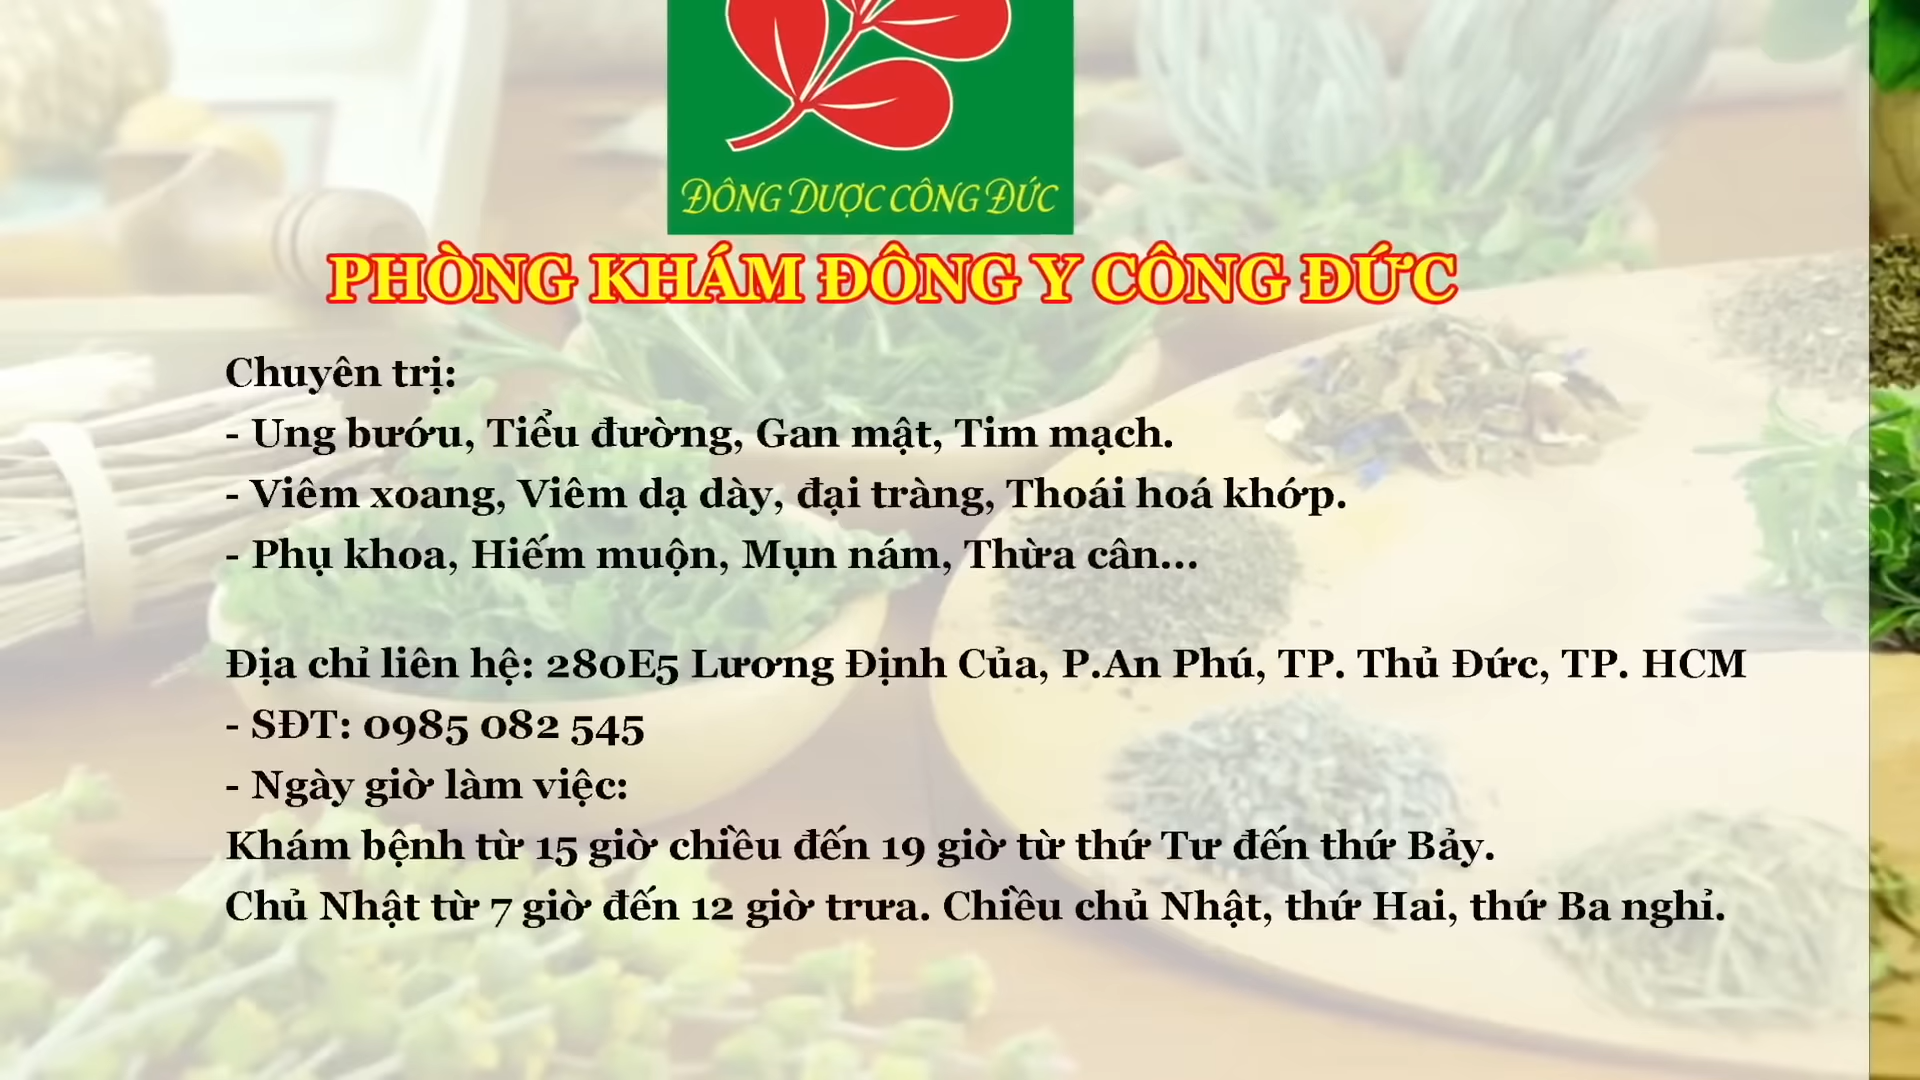 ĐÔNG DƯỢC CÔNG ĐỨC
PHÒNG KHÁM ĐÔNG Y CÔNG ĐỨC
Chuyên trị:
- Ung bướu, Tiểu đường, Gan mật, Tim mạch.
- Viêm xoang, Viêm dạ dày, đại tràng, Thoái hoá khớp.
- Phụ khoa, Hiếm muộn, Mụn nám, Thừa cân...
Địa chỉ liên hệ: 280E5 Lương Định Của, P.An Phú, TP. Thủ Đức, TP. HCM
- SĐT: 0985 082 545
- Ngày giờ làm việc:
Khám bệnh từ 15 giờ chiều đến 19 giờ từ thứ Tư đến thứ Bảy.
Chủ Nhật từ 7 giờ đến 12 giờ trưa. Chiều chủ Nhật, thứ Hai, thứ Ba nghỉ.